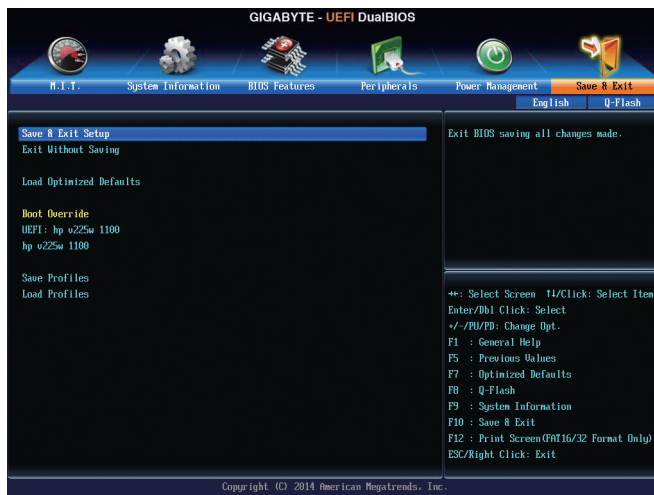 GIGABYTE - UEFI DualBIOS
M.I.T. System Information BIOS Features Peripherals Power Management Save & Exit
English Q-Flash
Save & Exit Setup
Exit Without Saving
Load Optimized Defaults
Boot Override
UEFI: hp v225w 1100
hp v225w 1100
Save Profiles
Load Profiles
Exit BIOS saving all changes made.
→←: Select Screen ↑↓/Click: Select Item
Enter/Dbl Click: Select
+/-/PU/PD: Change Opt.
F1 : General Help
F5 : Previous Values
F7 : Optimized Defaults
F8 : Q-Flash
F9 : System Information
F10 : Save & Exit
F12 : Print Screen(FAT16/32 Format Only)
ESC/Right Click: Exit
Copyright (C) 2014 American Megatrends, Inc.